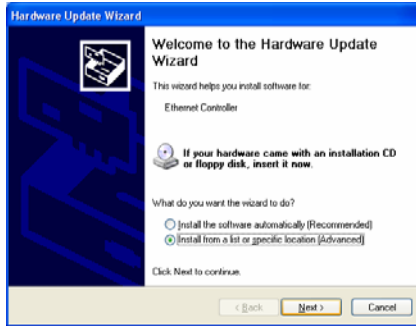 Hardware Update Wizard
Welcome to the Hardware Update
Wizard
This wizard helps you install software for:
Ethernet Controller
If your hardware came with an installation CD
or floppy disk, insert it now.
What do you want the wizard to do?
Install the software automatically (Recommended)
Install from a list or specific location (Advanced)
Click Next to continue.
< Back
Next >
Cancel